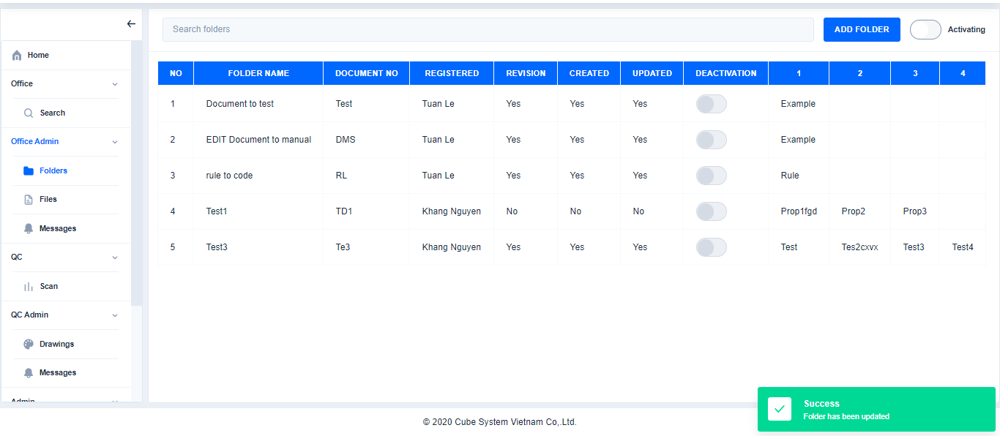 Home
Office
Search
Office Admin
Folders
Files
Messages
QC
Scan
QC Admin
Drawings
Messages
Admin
Search folders
ADD FOLDER
Activating
NO FOLDER NAME DOCUMENT NO REGISTERED REVISION CREATED UPDATED DEACTIVATION 1 2 3 4
1 Document to test Test Tuan Le Yes Yes Yes Example
2 EDIT Document to manual DMS Tuan Le Yes Yes Yes Example
3 rule to code RL Tuan Le Yes Yes Yes Rule
4 Test1 TD1 Khang Nguyen No No No Prop1fgd Prop2 Prop3
5 Test3 Te3 Khang Nguyen Yes Yes Yes Test Tes2cxvx Test3 Test4
Success
Folder has been updated
© 2020 Cube System Vietnam Co,.Ltd.